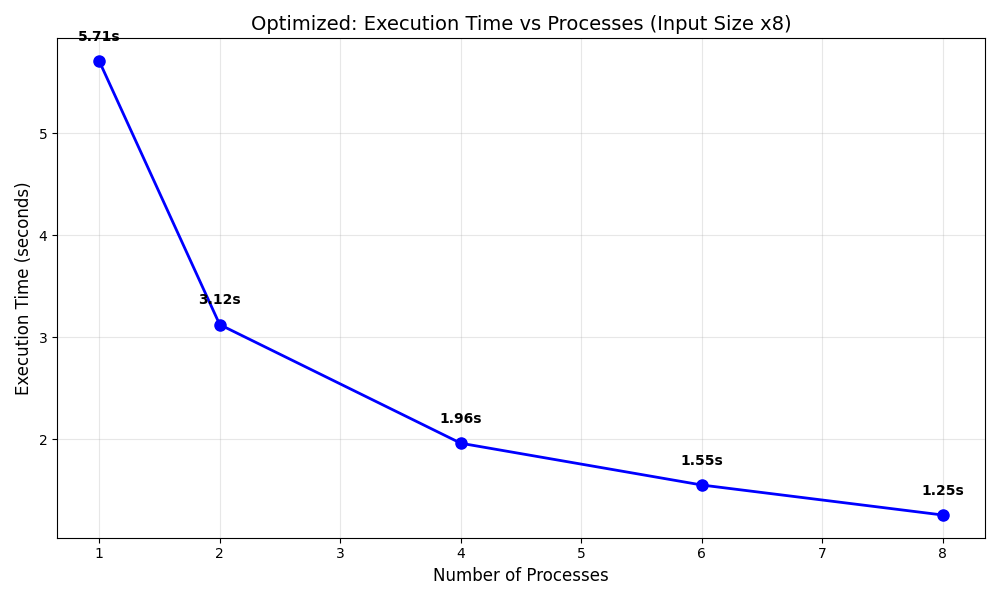 Optimized: Execution Time vs Processes (Input Size x8)
5.71s
3.12s
1.96s
1.55s
1.25s
5
4
3
2
Execution Time (seconds)
1 2 3 4 5 6 7 8
Number of Processes